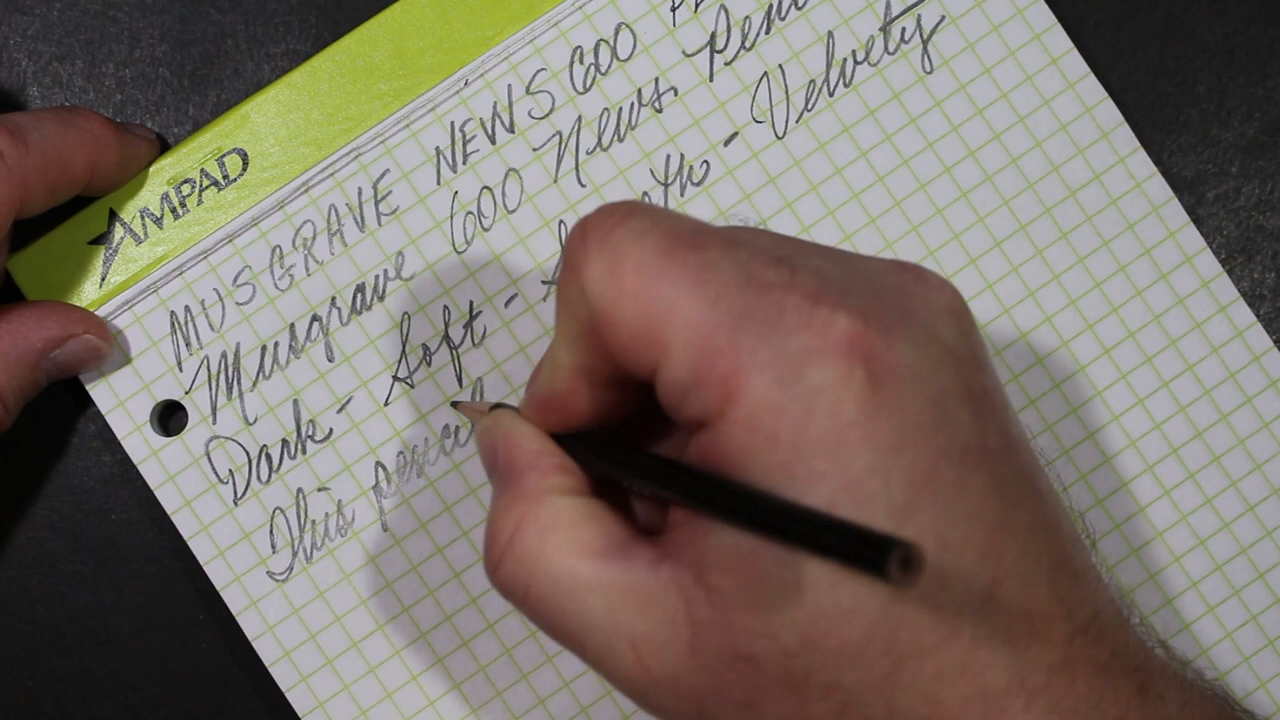 AMPAD
MUSGRAVE NEWS 600
Musgrave 600 News.
Dark - Soft - - Velvety
This pencil